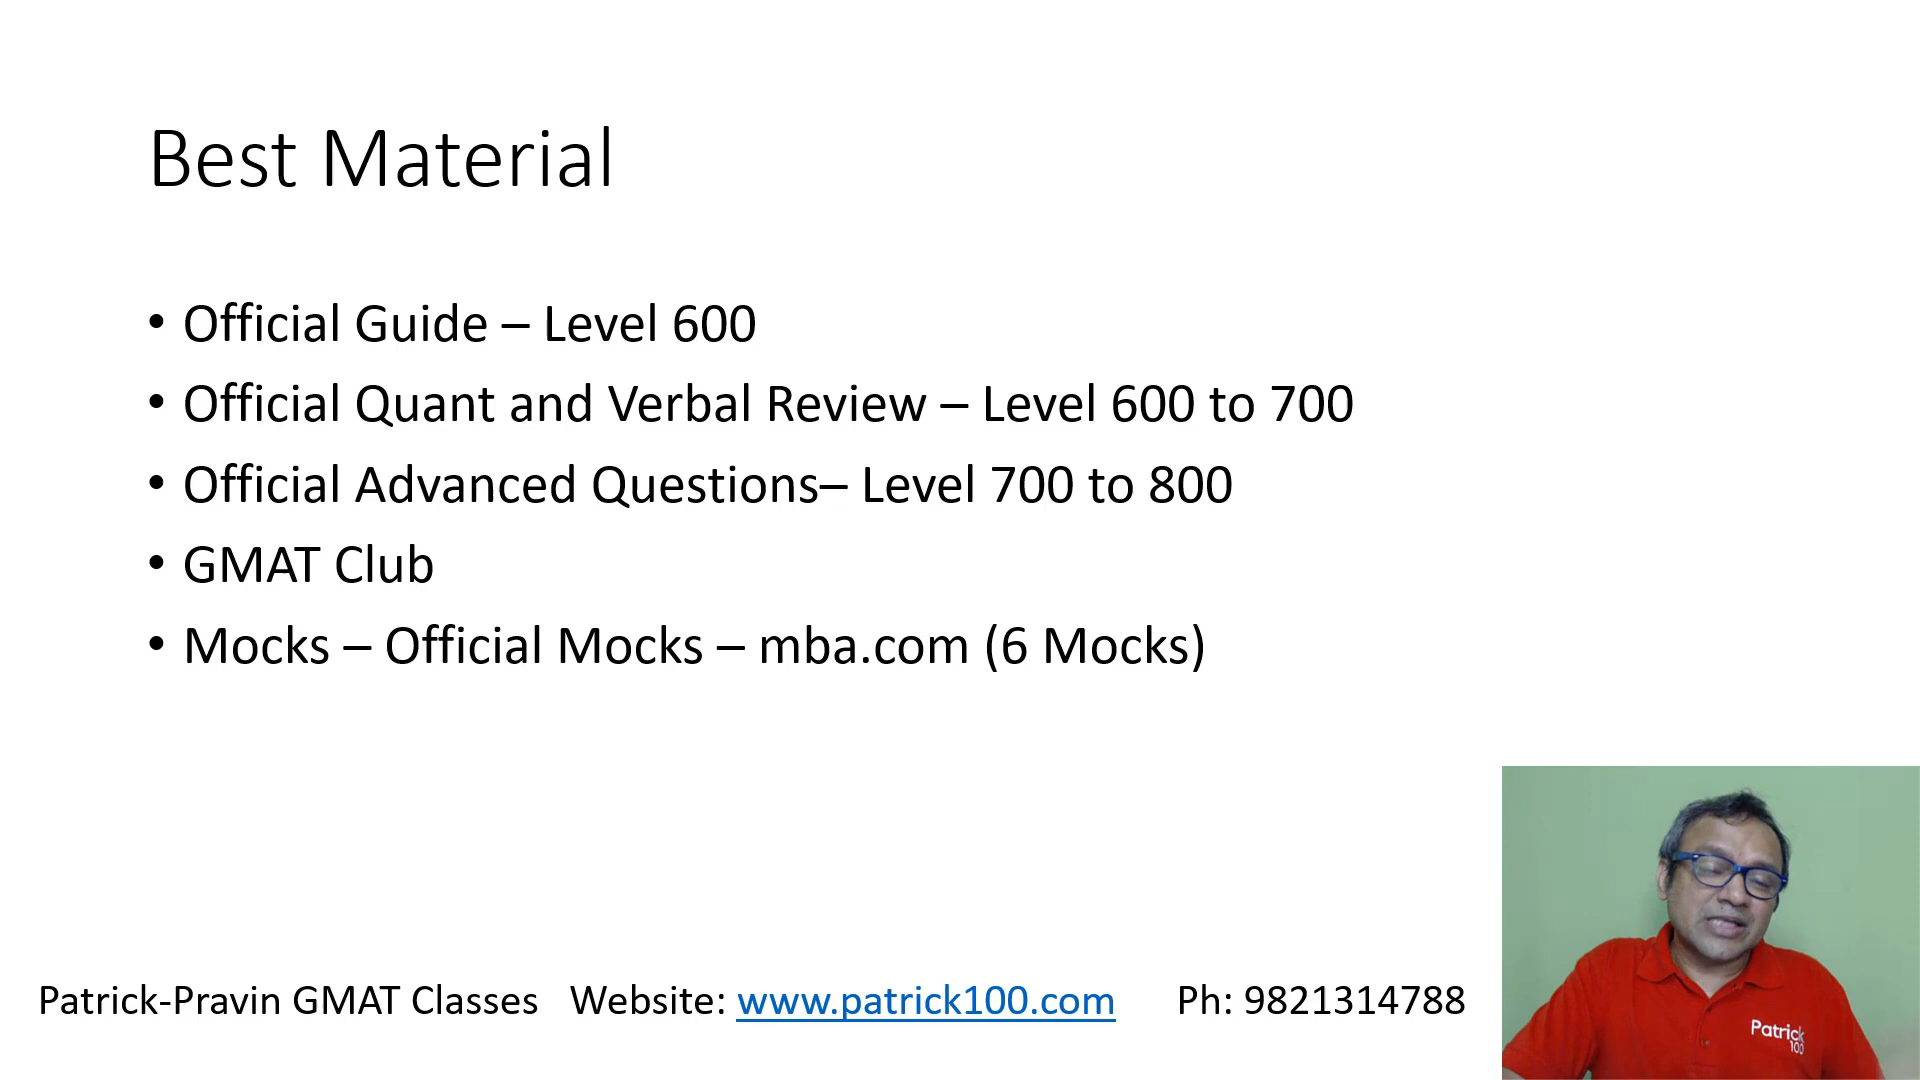 Best Material
• Official Guide – Level 600
• Official Quant and Verbal Review – Level 600 to 700
• Official Advanced Questions– Level 700 to 800
• GMAT Club
• Mocks – Official Mocks – mba.com (6 Mocks)
Patrick-Pravin GMAT Classes Website: www.patrick100.com Ph: 9821314788
Patrick
100